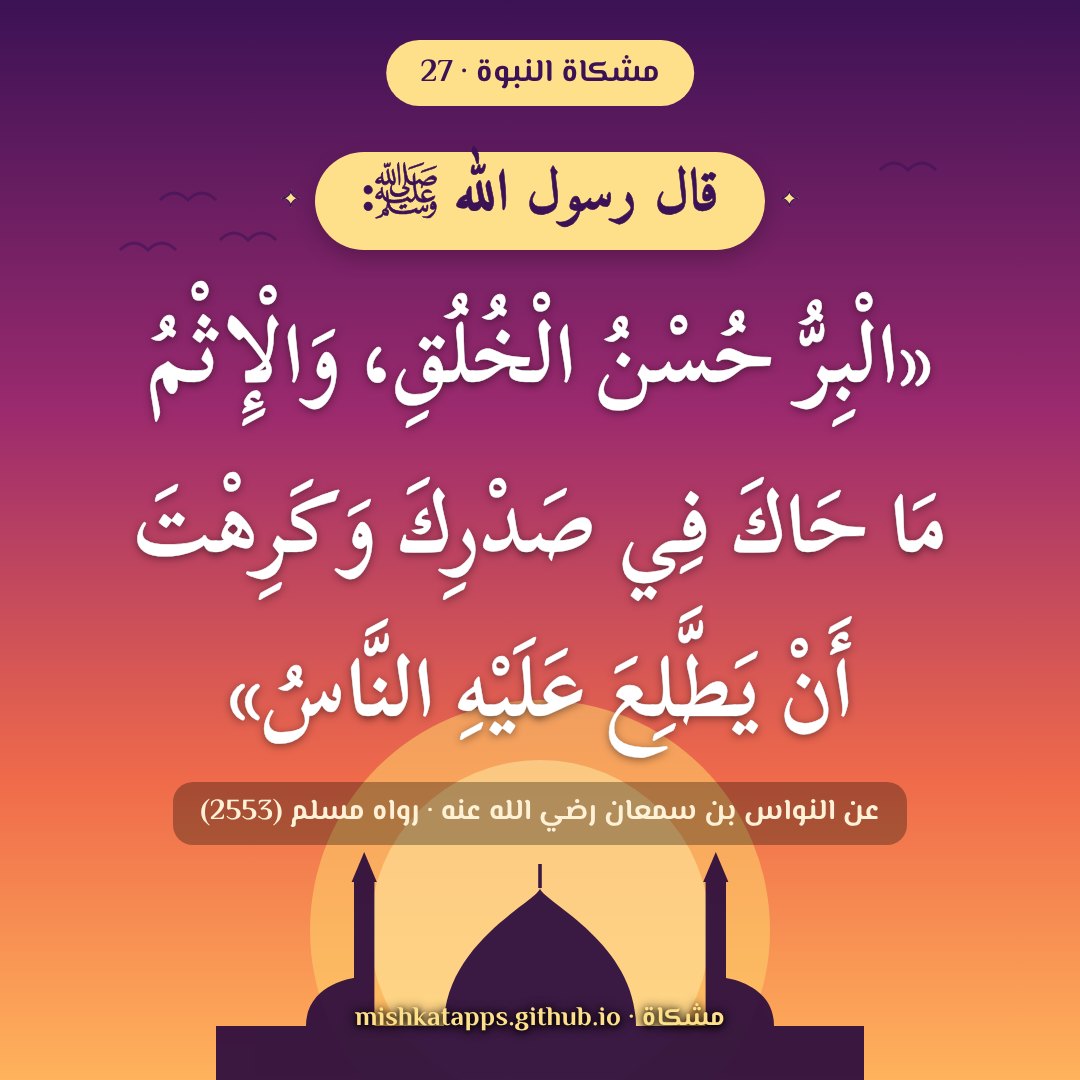 مشكاة النبوة · 27
قال رسول الله ﷺ:
«الْبِرُّ حُسْنُ الْخُلُقِ، وَالْإِثْمُ
مَا حَاكَ فِي صَدْرِكَ وَكَرِهْتَ
أَنْ يَطَّلِعَ عَلَيْهِ النَّاسُ»
عن النواس بن سمعان رضي الله عنه · رواه مسلم (2553)
مشكاة · mishkatapps.github.io